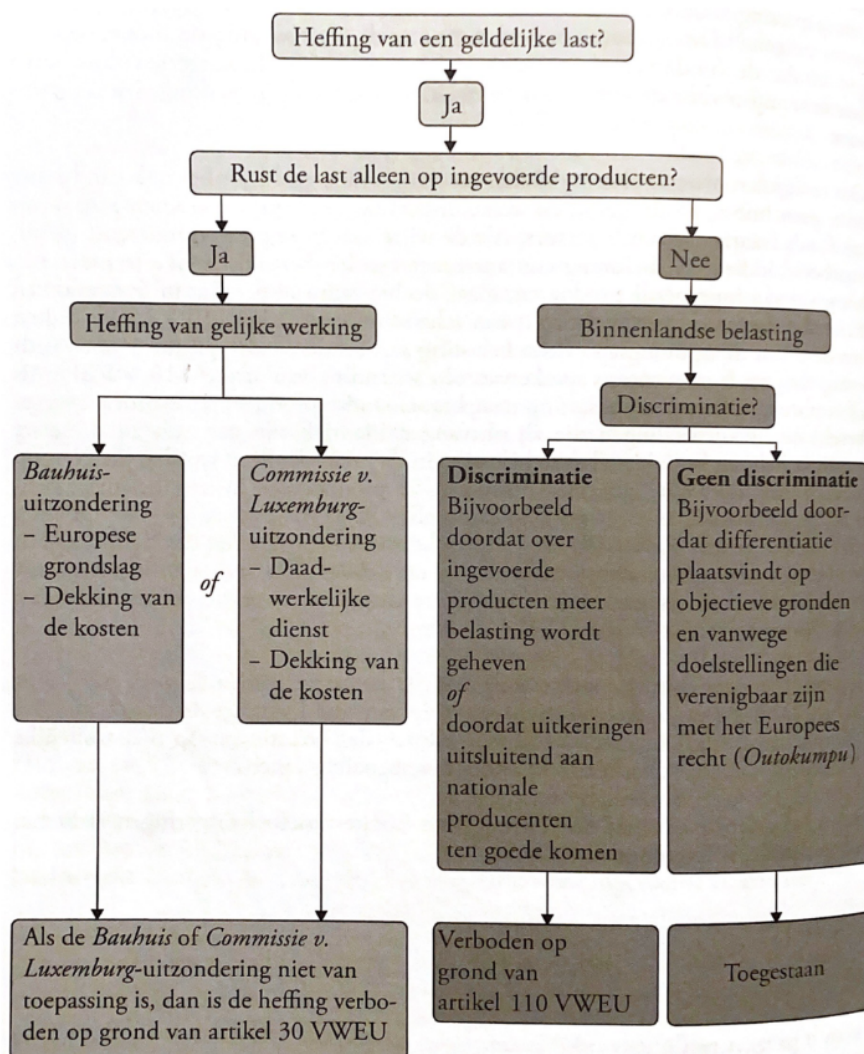 Heffing van een geldelijke last?
Ja
Rust de last alleen op ingevoerde producten?
Ja
Nee
Heffing van gelijke werking
Binnenlandse belasting
Discriminatie?
Bauhuis-
uitzondering
– Europese
grondslag
– Dekking van
de kosten
of
Commissie v.
Luxemburg-
uitzondering
– Daad-
werkelijke
dienst
– Dekking van
de kosten
Discriminatie
Bijvoorbeeld
doordat over
ingevoerde
producten meer
belasting wordt
geheven
of
doordat uitkeringen
uitsluitend aan
nationale
producenten
ten goede komen
Geen discriminatie
Bijvoorbeeld door-
dat differentiatie
plaatsvindt op
objectieve gronden
en vanwege
doelstellingen die
verenigbaar zijn
met het Europees
recht (Outokumpu)
Als de Bauhuis of Commissie v.
Luxemburg-uitzondering niet van
toepassing is, dan is de heffing verbo-
den op grond van artikel 30 VWEU
Verboden op
grond van
artikel 110 VWEU
Toegestaan